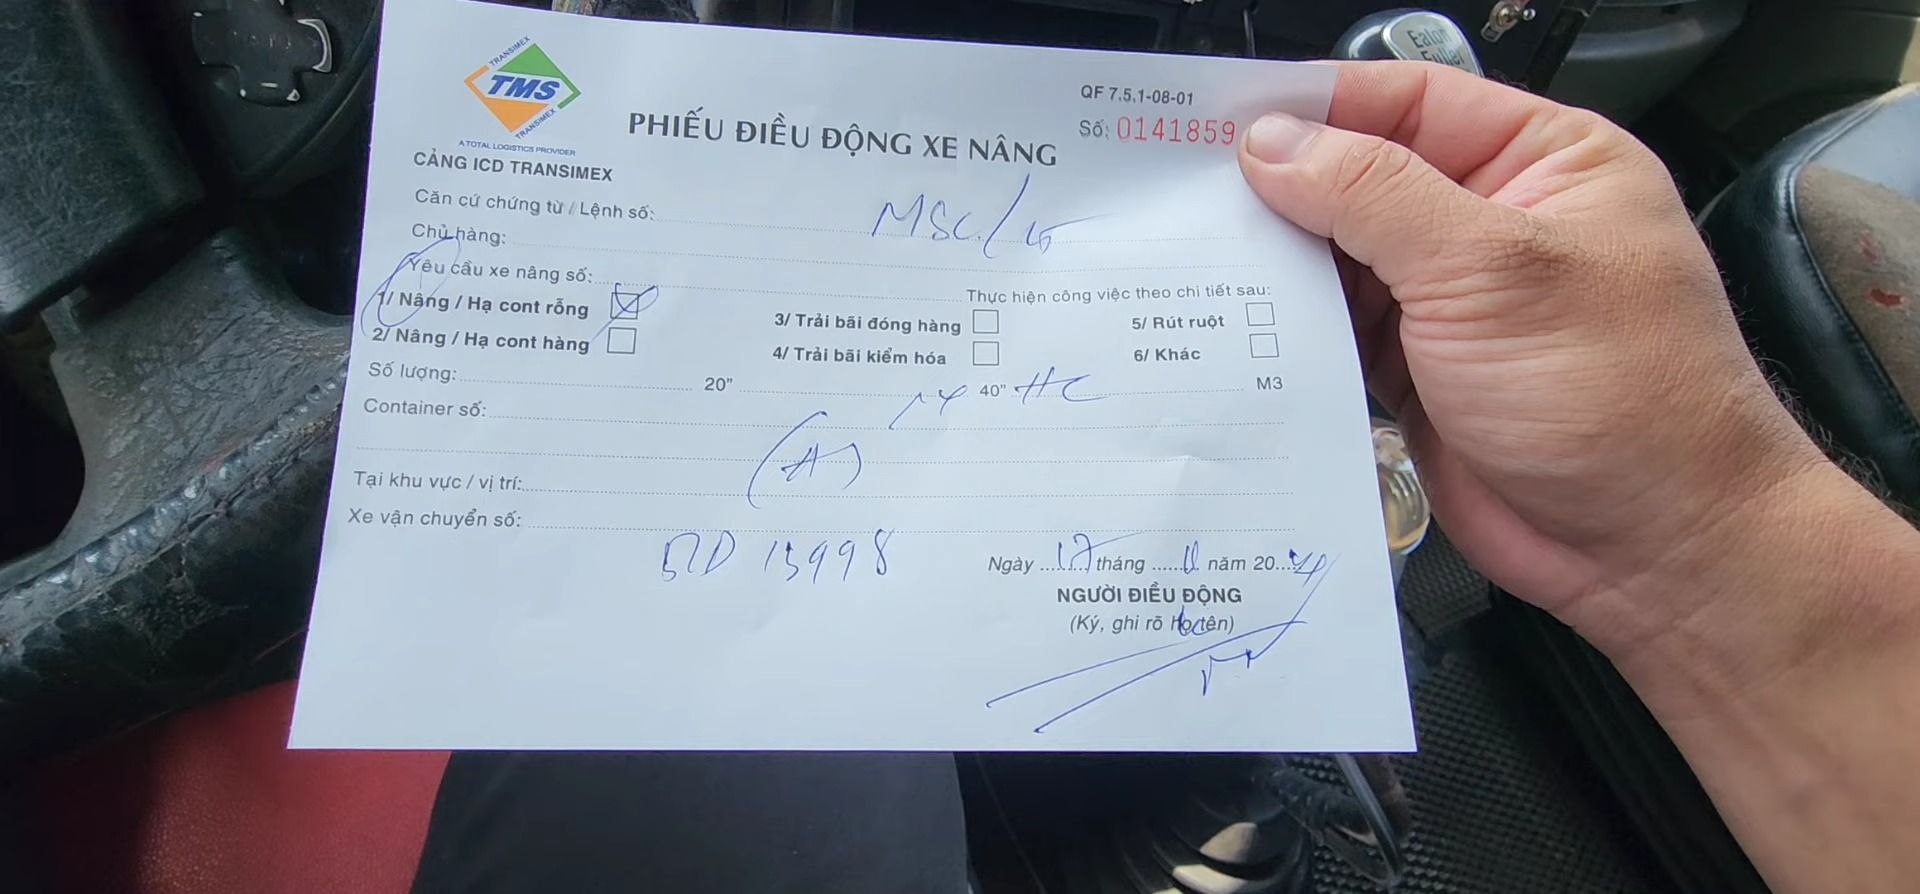 TRANSIMEX
TMS
TRANSIMEX
A TOTAL LOGISTICS PROVIDER
CẢNG ICD TRANSIMEX
PHIẾU ĐIỀU ĐỘNG XE NÂNG
QF 7.5.1-08-01
Số: 0141859
Căn cứ chứng từ / Lệnh số: MSC/
Chủ hàng:
Yêu cầu xe nâng số: Thực hiện công việc theo chi tiết sau:
1/ Nâng / Hạ cont rỗng 3/ Trải bãi đóng hàng 5/ Rút ruột
2/ Nâng / Hạ cont hàng 4/ Trải bãi kiểm hóa 6/ Khác
Số lượng: 20" 40" HC M3
Container số:
(A)
Tại khu vực / vị trí:
Xe vận chuyển số:
51D 13998
Ngày 17 tháng năm 20
NGƯỜI ĐIỀU ĐỘNG
(Ký, ghi rõ họ tên)
Eaton
Fuller